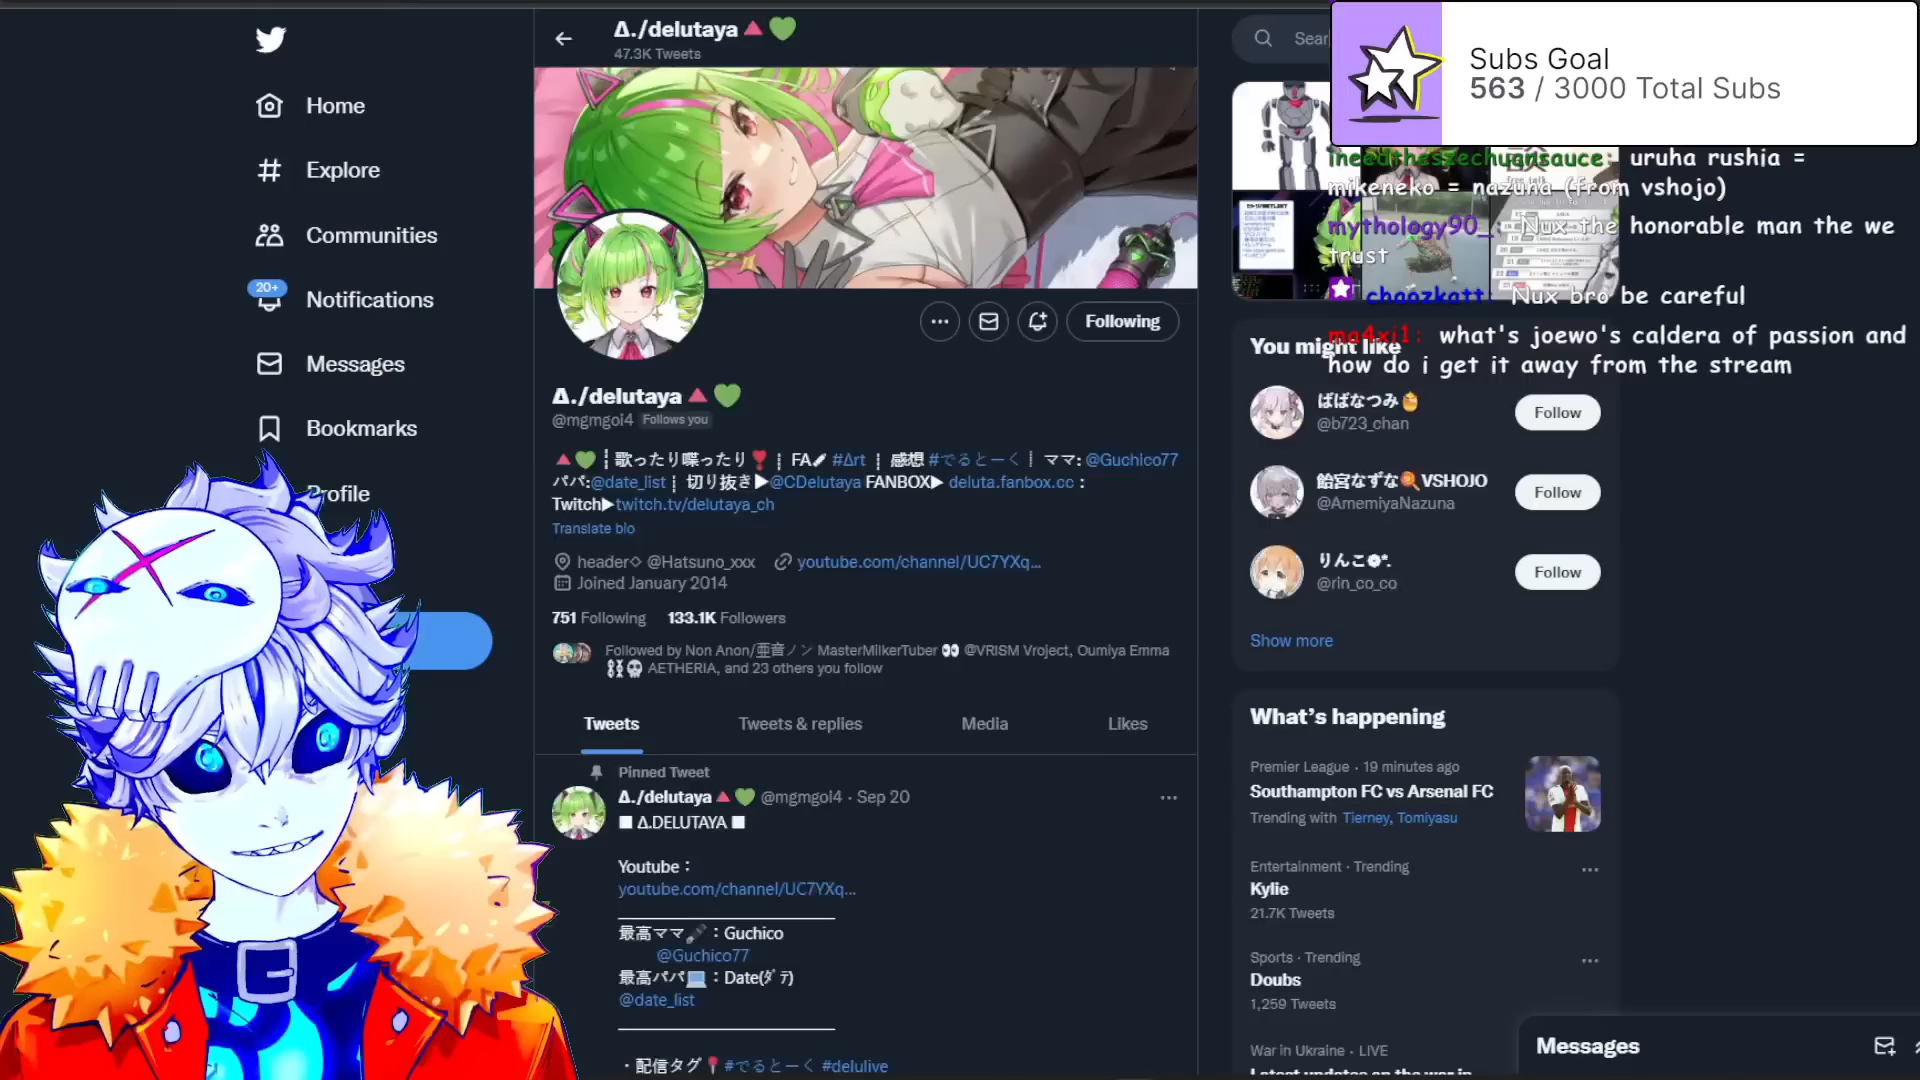 Home
Explore
Communities
20+
Notifications
Messages
Bookmarks
Profile
Δ./delutaya🔺💚
47.3K Tweets
Following
Δ./delutaya🔺💚
@mgmgoi4 Follows you
🔺💚┆歌ったり喋ったり❣┆FA🖊 #Δrt ┆ 感想 #でるとーく┆ママ: @Guchico77
パパ:@date_list┆ 切り抜き▶@CDelutaya FANBOX▶ deluta.fanbox.cc :
Twitch▶twitch.tv/delutaya_ch
Translate bio
header◇ @Hatsuno_xxx youtube.com/channel/UC7YXq...
Joined January 2014
751 Following 133.1K Followers
Followed by Non Anon/亜音ノン MasterMilkerTuber 👀 @VRISM Vroject, Oumiya Emma
AETHERIA, and 23 others you follow
Tweets
Tweets & replies
Media
Likes
Pinned Tweet
Δ./delutaya🔺💚 @mgmgoi4 · Sep 20
■ Δ.DELUTAYA ■
Youtube：
youtube.com/channel/UC7YXq...
最高ママ🖊：Guchico
@Guchico77
最高パパ💻：Date(ﾀﾞﾃ)
@date_list
・配信タグ📍#でるとーく #delulive
Subs Goal
563 / 3000 Total Subs
ineedtheszechuansauce: uruha rushia =
mikeneko = nazuna (from vshojo)
mythology90_: Nux the honorable man the we
trust
chaozkatt: Nux bro be careful
ma4xi1: what's joewo's caldera of passion and
how do i get it away from the stream
You might like
ばばなつみ
@b723_chan
Follow
飴宮なずな🍭VSHOJO
@AmemiyaNazuna
Follow
りんこ❁*.
@rin_co_co
Follow
Show more
What's happening
Premier League · 19 minutes ago
Southampton FC vs Arsenal FC
Trending with Tierney, Tomiyasu
Entertainment · Trending
Kylie
21.7K Tweets
Sports · Trending
Doubs
1,259 Tweets
War in Ukraine · LIVE
Messages